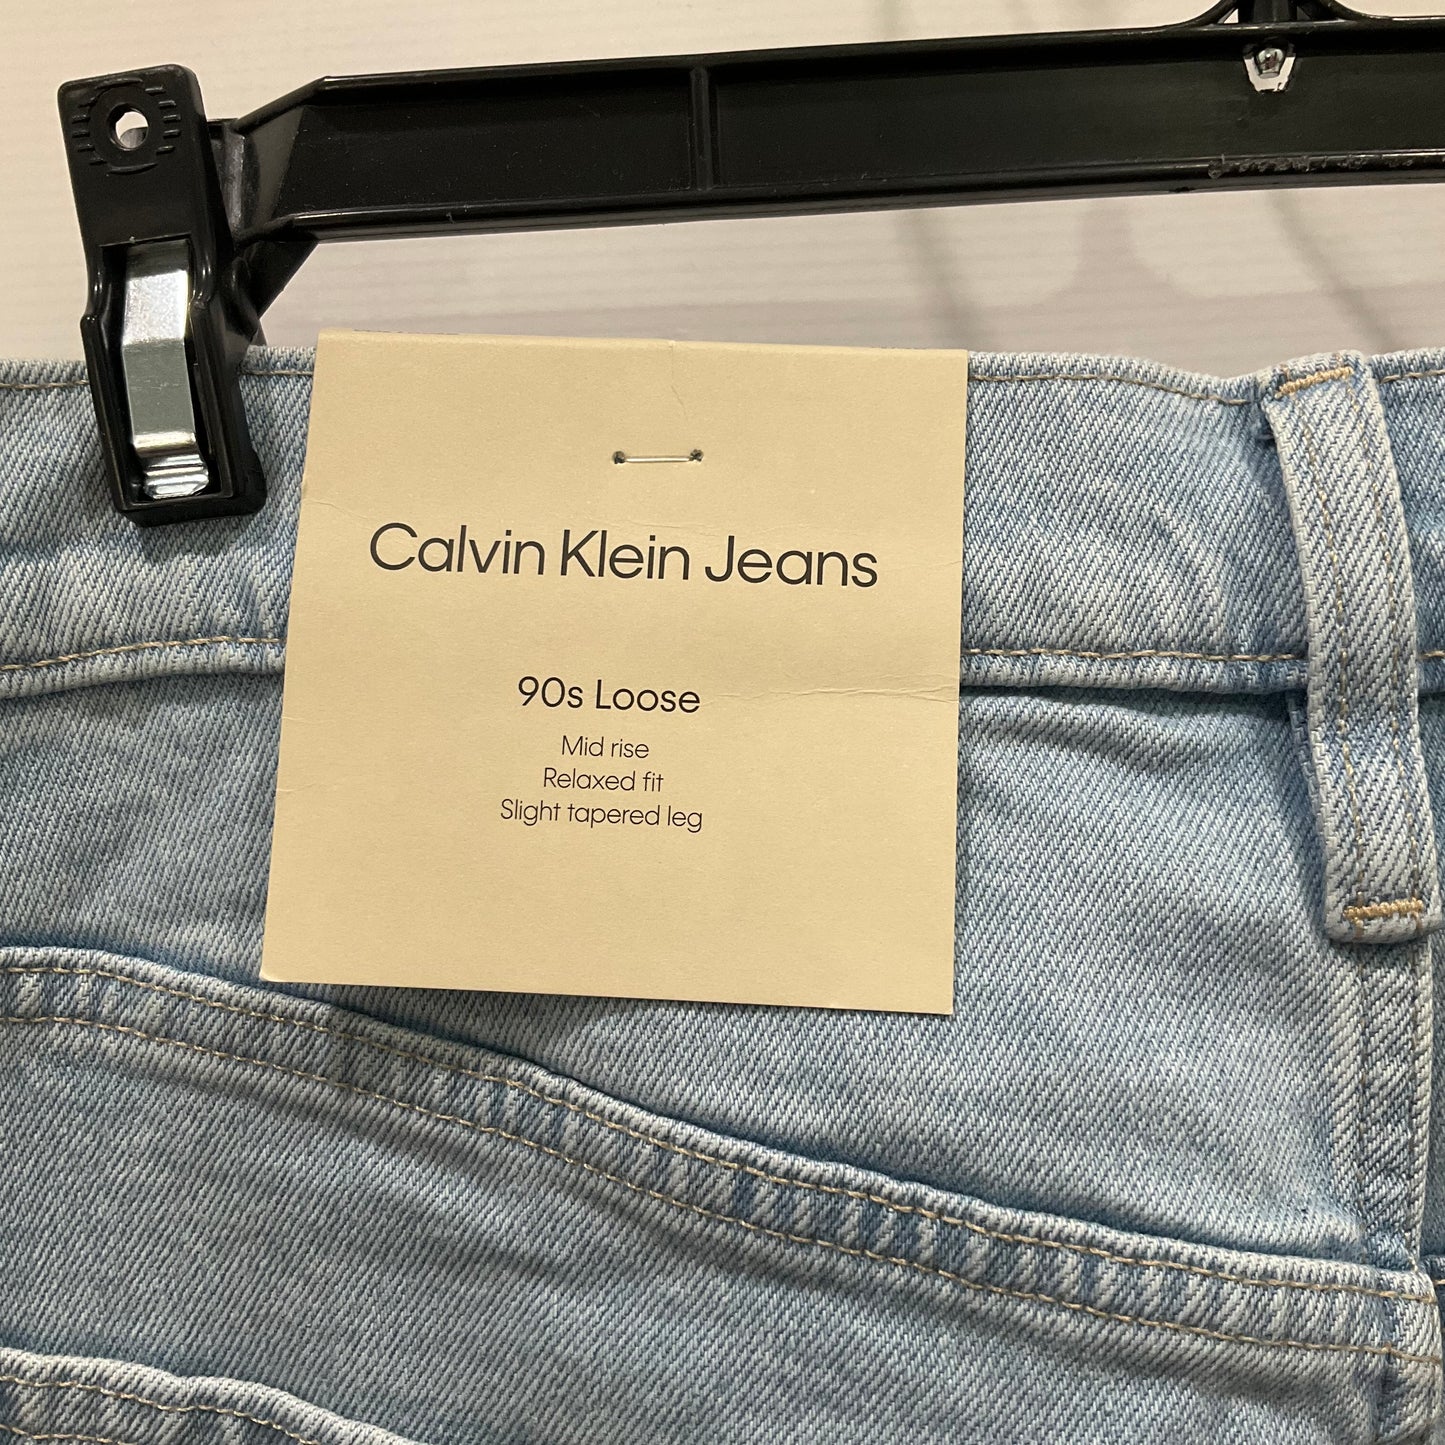 Calvin Klein Jeans
90s Loose
Mid rise
Relaxed fit
Slight tapered leg